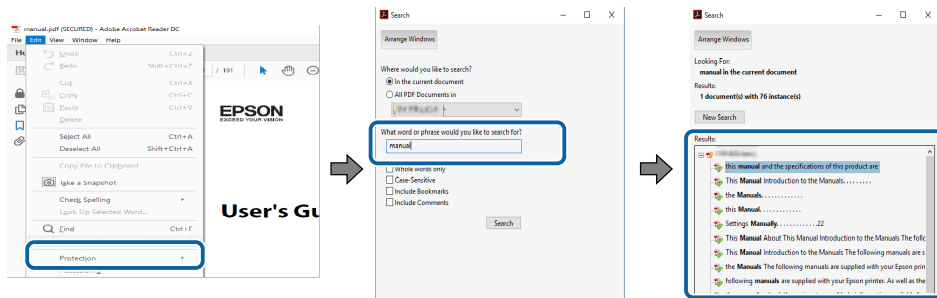 manual.pdf (SECURED) - Adobe Acrobat Reader DC
File Edit View Window Help
Undo Ctrl+Z
Redo Shift+Ctrl+Z
Cut Ctrl+X
Copy Ctrl+C
Paste Ctrl+V
Delete
Select All Ctrl+A
Deselect All Shift+Ctrl+A
Copy File to Clipboard
Take a Snapshot
Check Spelling
Look Up Selected Word...
Find Ctrl+F
Protection
/ 191
EPSON
EXCEED YOUR VISION
User's Gu
Search
Arrange Windows
Where would you like to search?
In the current document
All PDF Documents in
What word or phrase would you like to search for?
manual
Whole words only
Case-Sensitive
Include Bookmarks
Include Comments
Search
Search
Arrange Windows
Looking For:
manual in the current document
Results:
1 document(s) with 76 instance(s)
New Search
Results:
this manual and the specifications of this product are
This Manual Introduction to the Manuals. . . . . . . . .
the Manuals. . . . . . . . . . . . .
this Manual. . . . . . . . . . . . .
Settings Manually. . . . . . . . . . . . .22
This Manual About This Manual Introduction to the Manuals The follc
This Manual Introduction to the Manuals The following manuals are s
the Manuals The following manuals are supplied with your Epson prin
following manuals are supplied with your Epson printer. As well as the